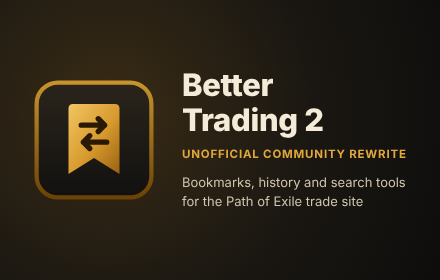 Better
Trading 2
UNOFFICIAL COMMUNITY REWRITE
Bookmarks, history and search tools
for the Path of Exile trade site